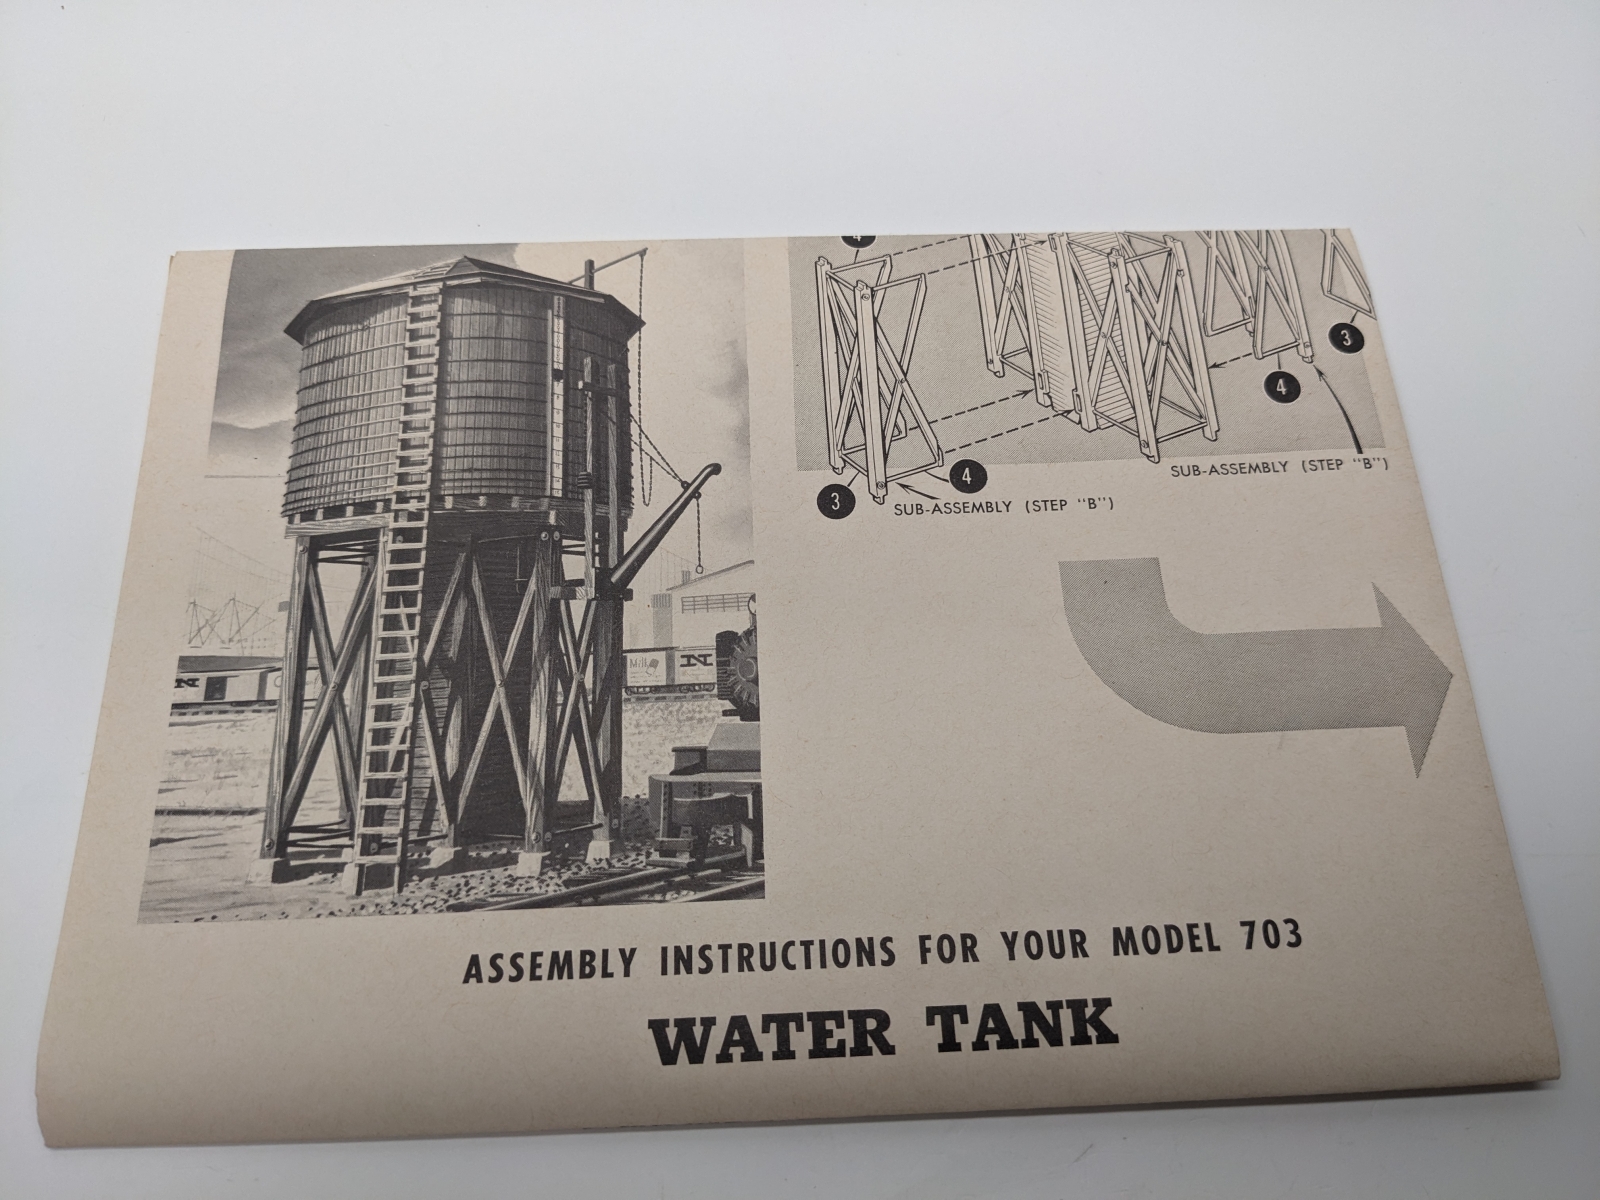 4
3
4
SUB-ASSEMBLY (STEP "B")
3
4
SUB-ASSEMBLY (STEP "B")
N
Mill
N
ASSEMBLY INSTRUCTIONS FOR YOUR MODEL 703
WATER TANK